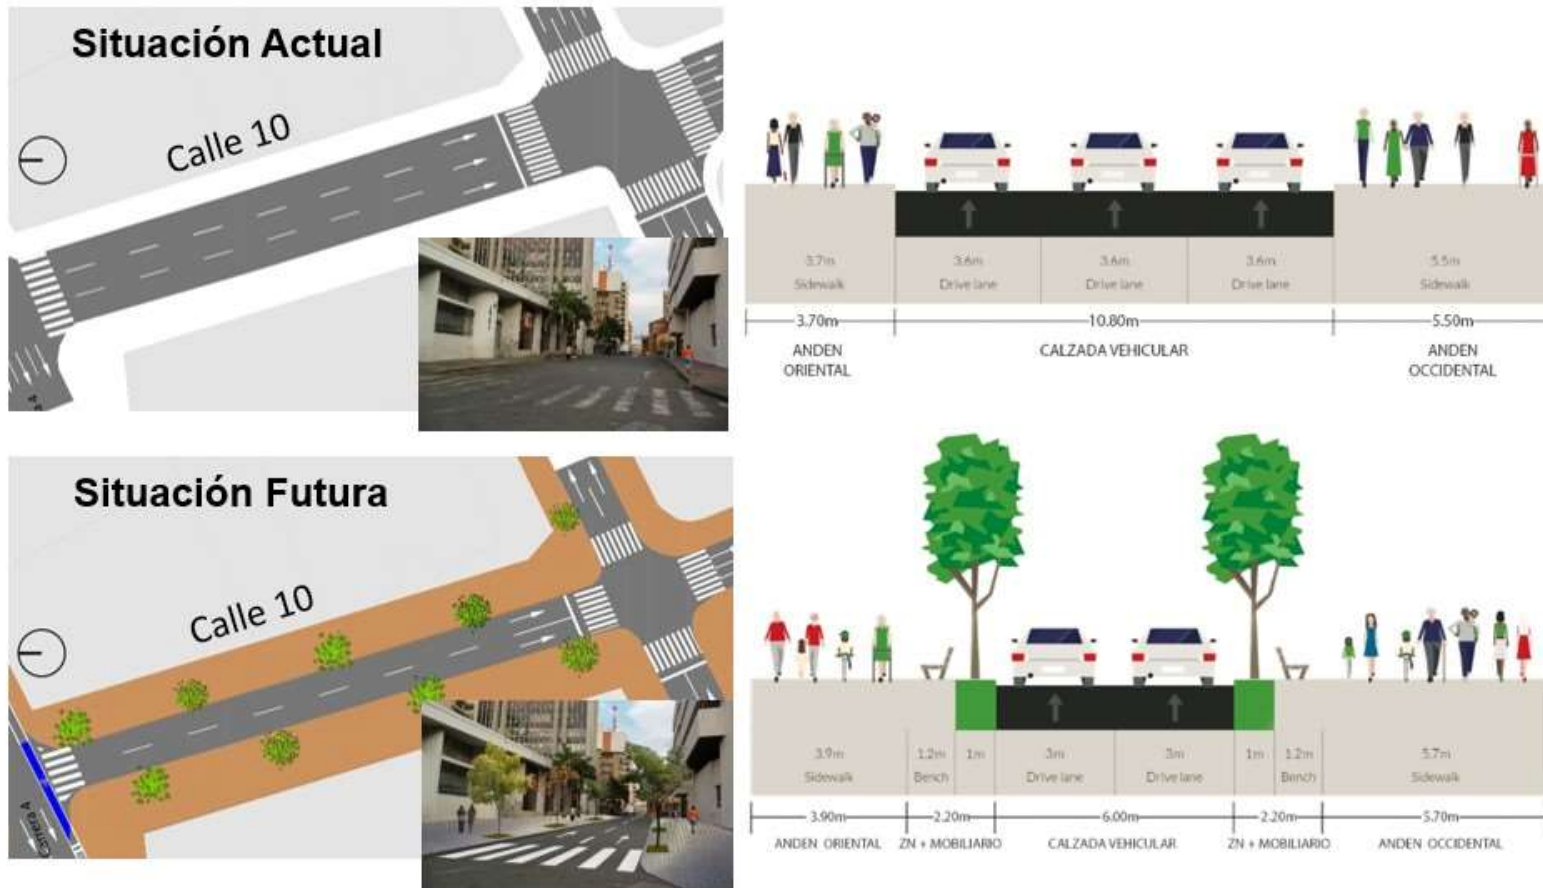 Situación Actual
Calle 10
3.7m
Sidewalk
3.6m
Drive lane
3.6m
Drive lane
3.6m
Drive lane
5.5m
Sidewalk
3.70m
10.80m
5.50m
ANDEN
ORIENTAL
CALZADA VEHICULAR
ANDEN
OCCIDENTAL
Situación Futura
Calle 10
Carrera 4
3.9m
Sidewalk
1.2m
Bench
1m
3m
Drive lane
3m
Drive lane
1m
1.2m
Bench
5.7m
Sidewalk
3.90m
2.20m
6.00m
2.20m
5.70m
ANDEN ORIENTAL
ZN + MOBILIARIO
CALZADA VEHICULAR
ZN + MOBILIARIO
ANDEN OCCIDENTAL